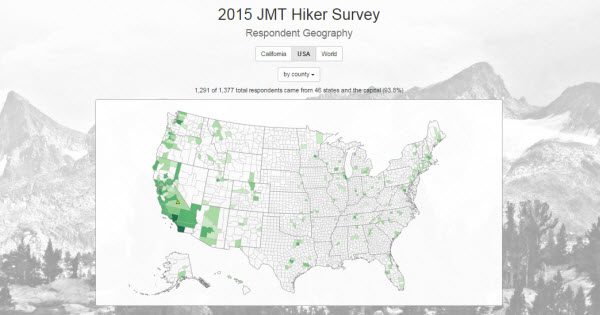 2015 JMT Hiker Survey
Respondent Geography
California USA World
by county
1,291 of 1,377 total respondents came from 46 states and the capital (93.8%)